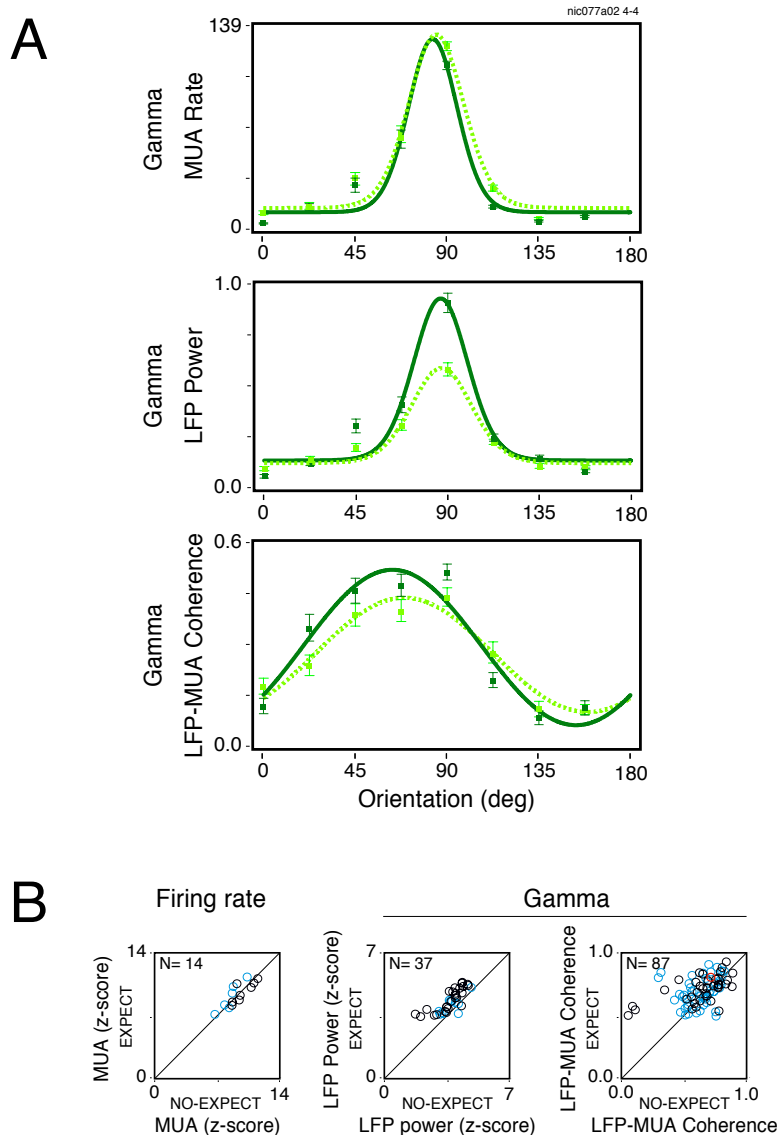 nic077a02 4-4
A
139
0
Gamma
MUA Rate
0 45 90 135 180
1.0
0.0
Gamma
LFP Power
0 45 90 135 180
0.6
0.0
Gamma
LFP-MUA Coherence
0 45 90 135 180
Orientation (deg)
B
Firing rate
Gamma
MUA (z-score)
EXPECT
14
N= 14
0
0 14
NO-EXPECT
MUA (z-score)
LFP Power (z-score)
EXPECT
7
N= 37
0
0 7
NO-EXPECT
LFP power (z-score)
LFP-MUA Coherence
EXPECT
1.0
N= 87
0.0
0.0 1.0
NO-EXPECT
LFP-MUA Coherence